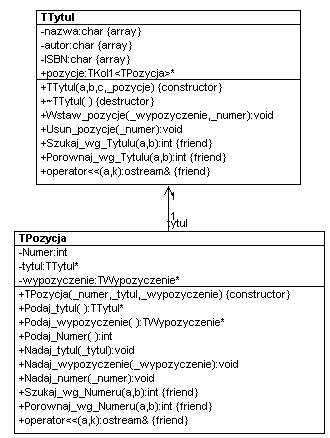 TTytul
-nazwa:char {array}
-autor:char {array}
-ISBN:char {array}
+pozycje:TKol1<TPozycja>*
+TTytul(a,b,c,_pozycje) {constructor}
+~TTytul( ) {destructor}
+Wstaw_pozycje(_wypozyczenie,_numer):void
+Usun_pozycje(_numer):void
+Szukaj_wg_Tytulu(a,b):int {friend}
+Porownaj_wg_Tytulu(a,b):int {friend}
+operator<<(a,k):ostream& {friend}
1
tytul
TPozycja
-Numer:int
-tytul:TTytul*
-wypozyczenie:TWypozyczenie*
+TPozycja(_numer,_tytul,_wypozyczenie) {constructor}
+Podaj_tytul( ):TTytul*
+Podaj_wypozyczenie( ):TWypozyczenie*
+Podaj_Numer( ):int
+Nadaj_tytul(_tytul):void
+Nadaj_wypozyczenie(_wypozyczenie):void
+Nadaj_numer(_numer):void
+Szukaj_wg_Numeru(a,b):int {friend}
+Porownaj_wg_Numeru(a,b):int {friend}
+operator<<(a,k):ostream& {friend}